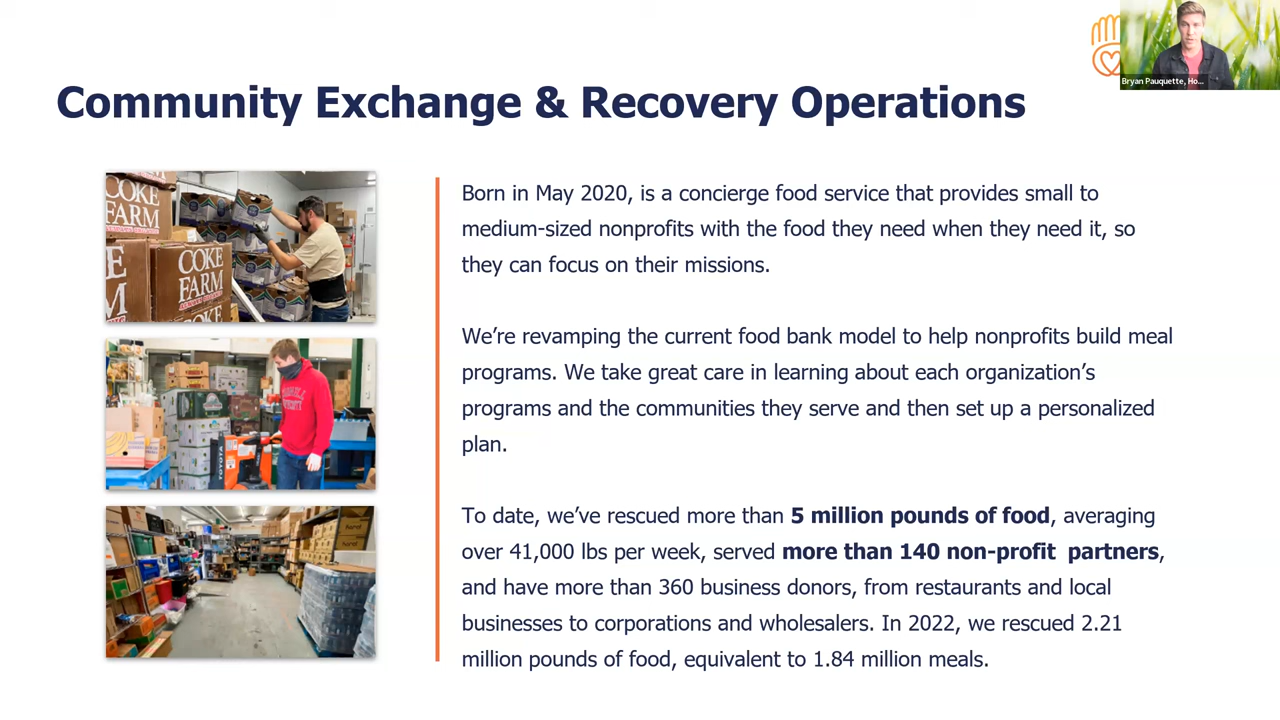 Bryan Pauquette, Ho...
Community Exchange & Recovery Operations
Born in May 2020, is a concierge food service that provides small to
medium-sized nonprofits with the food they need when they need it, so
they can focus on their missions.
We’re revamping the current food bank model to help nonprofits build meal
programs. We take great care in learning about each organization’s
programs and the communities they serve and then set up a personalized
plan.
To date, we’ve rescued more than 5 million pounds of food, averaging
over 41,000 lbs per week, served more than 140 non-profit partners,
and have more than 360 business donors, from restaurants and local
businesses to corporations and wholesalers. In 2022, we rescued 2.21
million pounds of food, equivalent to 1.84 million meals.
COKE
FARM
COKE
FARM
TOYOTA